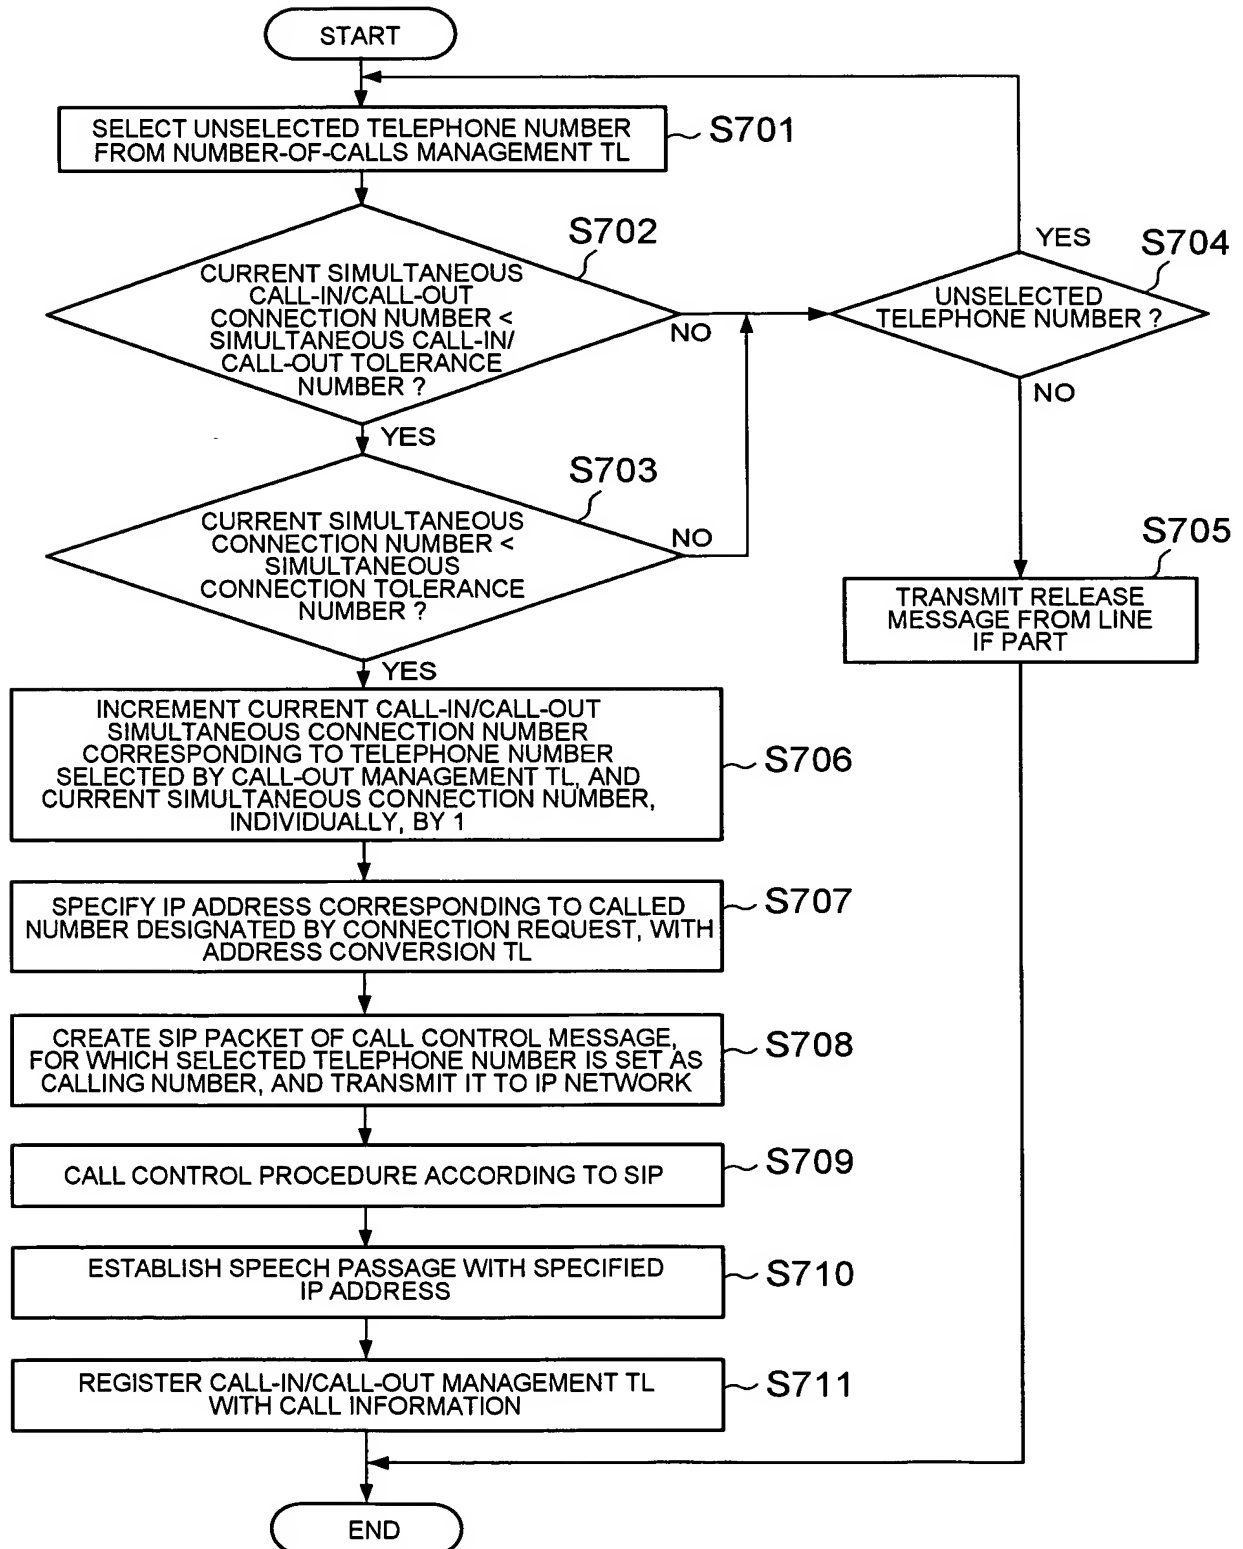 START
SELECT UNSELECTED TELEPHONE NUMBER
FROM NUMBER-OF-CALLS MANAGEMENT TL
S701
S702
CURRENT SIMULTANEOUS
CALL-IN/CALL-OUT
CONNECTION NUMBER <
SIMULTANEOUS CALL-IN/
CALL-OUT TOLERANCE
NUMBER ?
NO
YES
S704
YES
UNSELECTED
TELEPHONE NUMBER ?
NO
S703
CURRENT SIMULTANEOUS
CONNECTION NUMBER <
SIMULTANEOUS
CONNECTION TOLERANCE
NUMBER ?
NO
YES
S705
TRANSMIT RELEASE
MESSAGE FROM LINE
IF PART
INCREMENT CURRENT CALL-IN/CALL-OUT
SIMULTANEOUS CONNECTION NUMBER
CORRESPONDING TO TELEPHONE NUMBER
SELECTED BY CALL-OUT MANAGEMENT TL, AND
CURRENT SIMULTANEOUS CONNECTION NUMBER,
INDIVIDUALLY, BY 1
S706
SPECIFY IP ADDRESS CORRESPONDING TO CALLED
NUMBER DESIGNATED BY CONNECTION REQUEST, WITH
ADDRESS CONVERSION TL
S707
CREATE SIP PACKET OF CALL CONTROL MESSAGE,
FOR WHICH SELECTED TELEPHONE NUMBER IS SET AS
CALLING NUMBER, AND TRANSMIT IT TO IP NETWORK
S708
CALL CONTROL PROCEDURE ACCORDING TO SIP
S709
ESTABLISH SPEECH PASSAGE WITH SPECIFIED
IP ADDRESS
S710
REGISTER CALL-IN/CALL-OUT MANAGEMENT TL
WITH CALL INFORMATION
S711
END